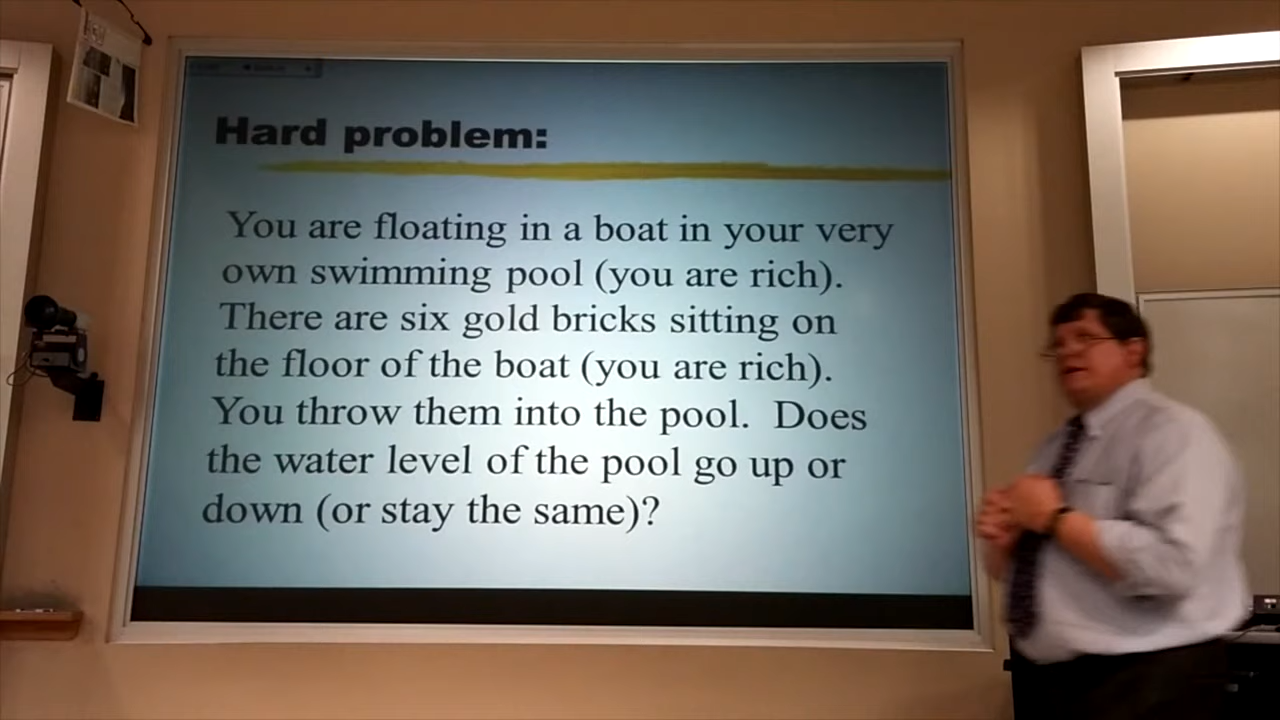 Hard problem:
You are floating in a boat in your very
own swimming pool (you are rich).
There are six gold bricks sitting on
the floor of the boat (you are rich).
You throw them into the pool.  Does
the water level of the pool go up or
down (or stay the same)?